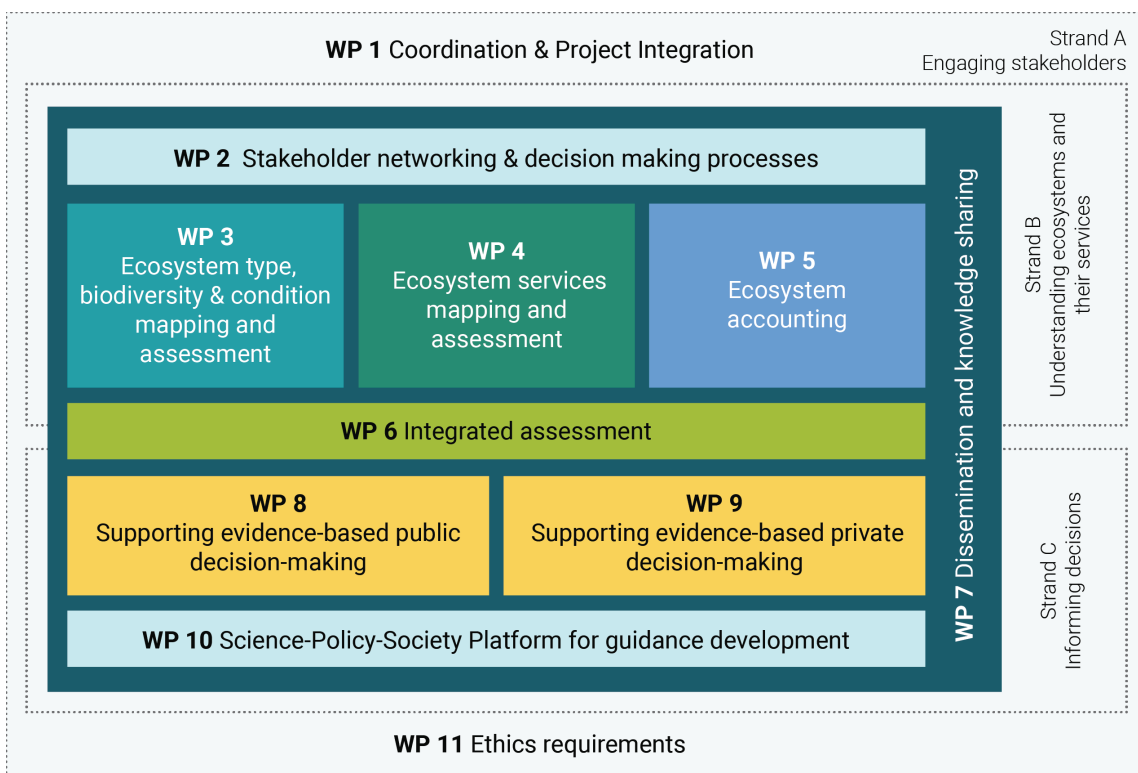 WP 1 Coordination & Project Integration
Strand A
Engaging stakeholders
WP 2 Stakeholder networking & decision making processes
WP 3
Ecosystem type,
biodiversity & condition
mapping and
assessment
WP 4
Ecosystem services
mapping and
assessment
WP 5
Ecosystem
accounting
WP 6 Integrated assessment
WP 8
Supporting evidence-based public
decision-making
WP 9
Supporting evidence-based private
decision-making
WP 10 Science-Policy-Society Platform for guidance development
WP 7 Dissemination and knowledge sharing
Strand B
Understanding ecosystems and
their services
Strand C
Informing decisions
WP 11 Ethics requirements